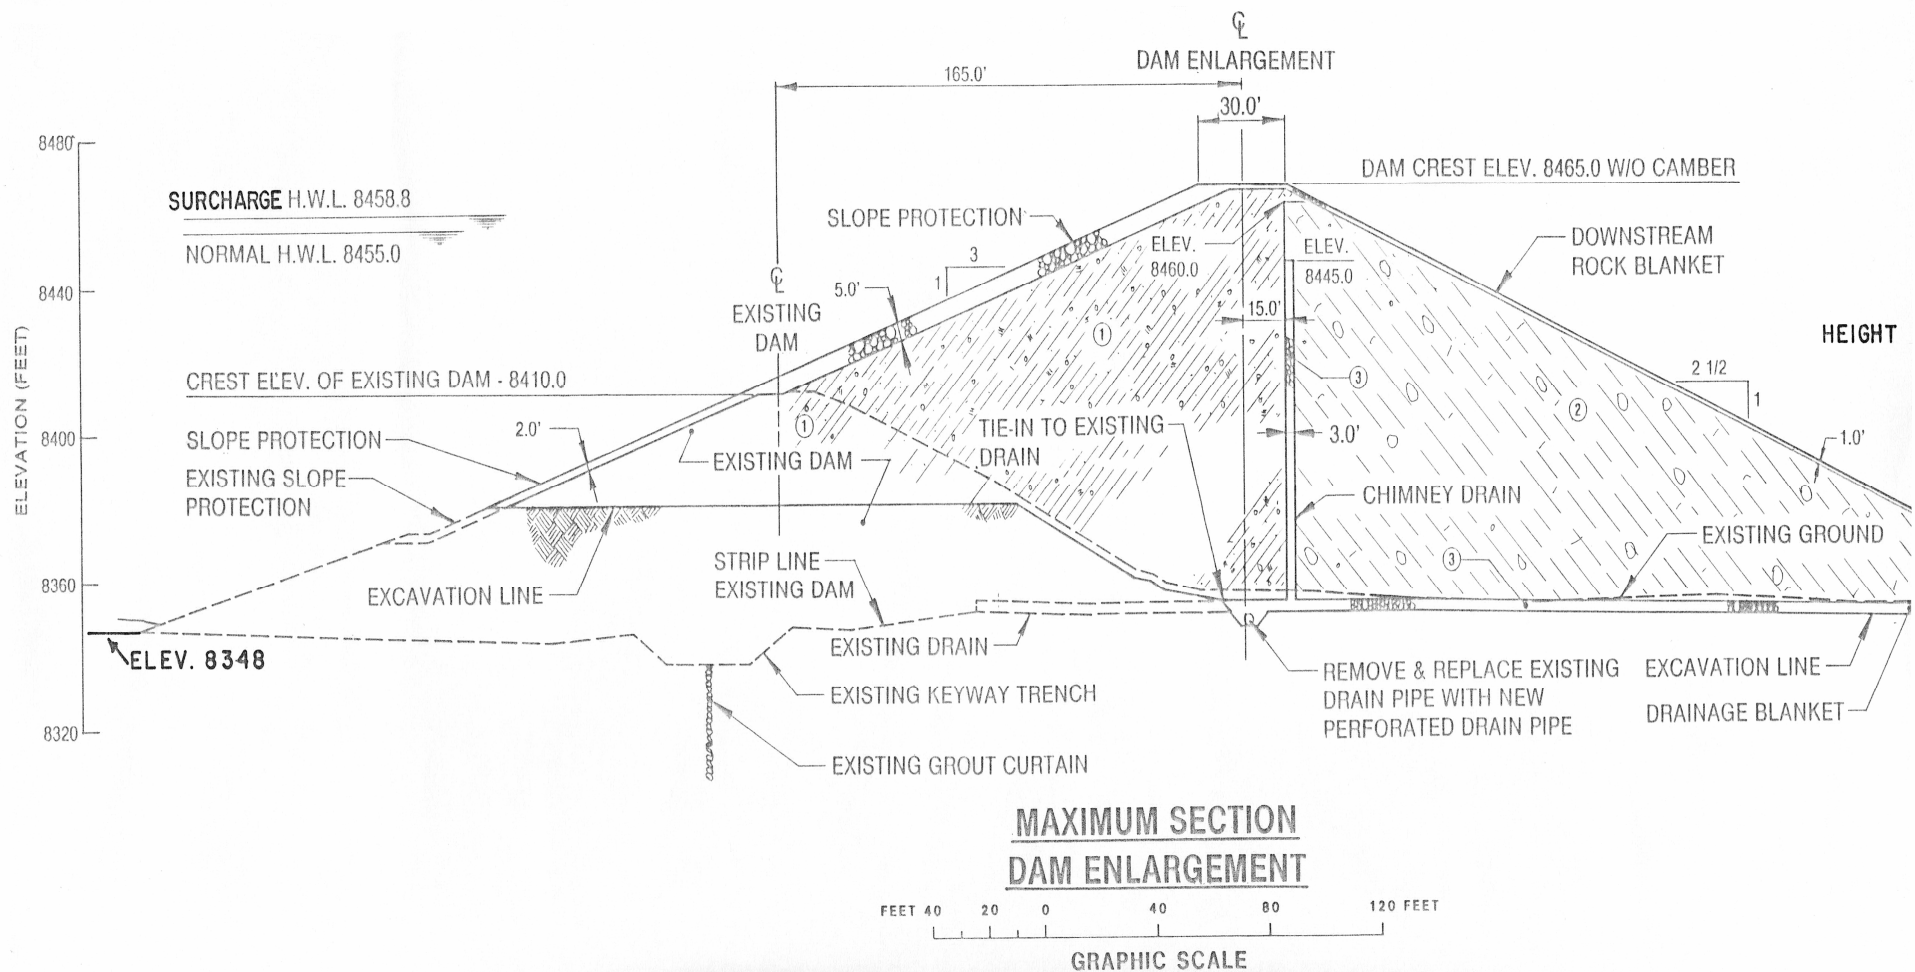 ℄
DAM ENLARGEMENT
165.0'
30.0'
8480
DAM CREST ELEV. 8465.0 W/O CAMBER
SURCHARGE H.W.L. 8458.8
NORMAL H.W.L. 8455.0
SLOPE PROTECTION
3
1
ELEV.
8460.0
ELEV.
8445.0
DOWNSTREAM
ROCK BLANKET
8440
℄
EXISTING
DAM
5.0'
15.0'
1
HEIGHT
ELEVATION (FEET)
CREST ELEV. OF EXISTING DAM - 8410.0
3
2 1/2
1
2
8400
SLOPE PROTECTION
2.0'
1
TIE-IN TO EXISTING
DRAIN
3.0'
1.0'
EXISTING DAM
EXISTING SLOPE
PROTECTION
CHIMNEY DRAIN
EXISTING GROUND
3
8360
EXCAVATION LINE
STRIP LINE
EXISTING DAM
EXISTING DRAIN
ELEV. 8348
EXISTING KEYWAY TRENCH
REMOVE & REPLACE EXISTING
DRAIN PIPE WITH NEW
PERFORATED DRAIN PIPE
EXCAVATION LINE
DRAINAGE BLANKET
8320
EXISTING GROUT CURTAIN
MAXIMUM SECTION
DAM ENLARGEMENT
FEET 40 20 0 40 80 120 FEET
GRAPHIC SCALE